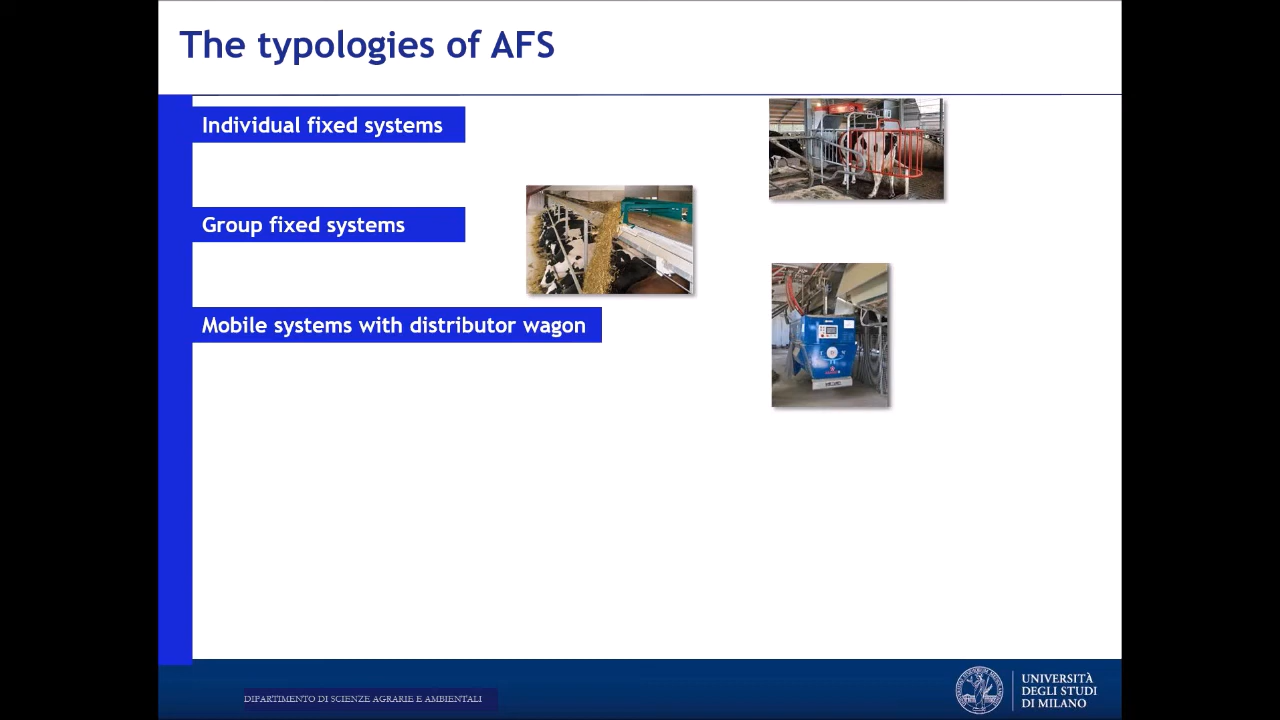 The typologies of AFS
Individual fixed systems
Group fixed systems
Mobile systems with distributor wagon
DIPARTIMENTO DI SCIENZE AGRARIE E AMBIENTALI
UNIVERSITÀ
DEGLI STUDI
DI MILANO